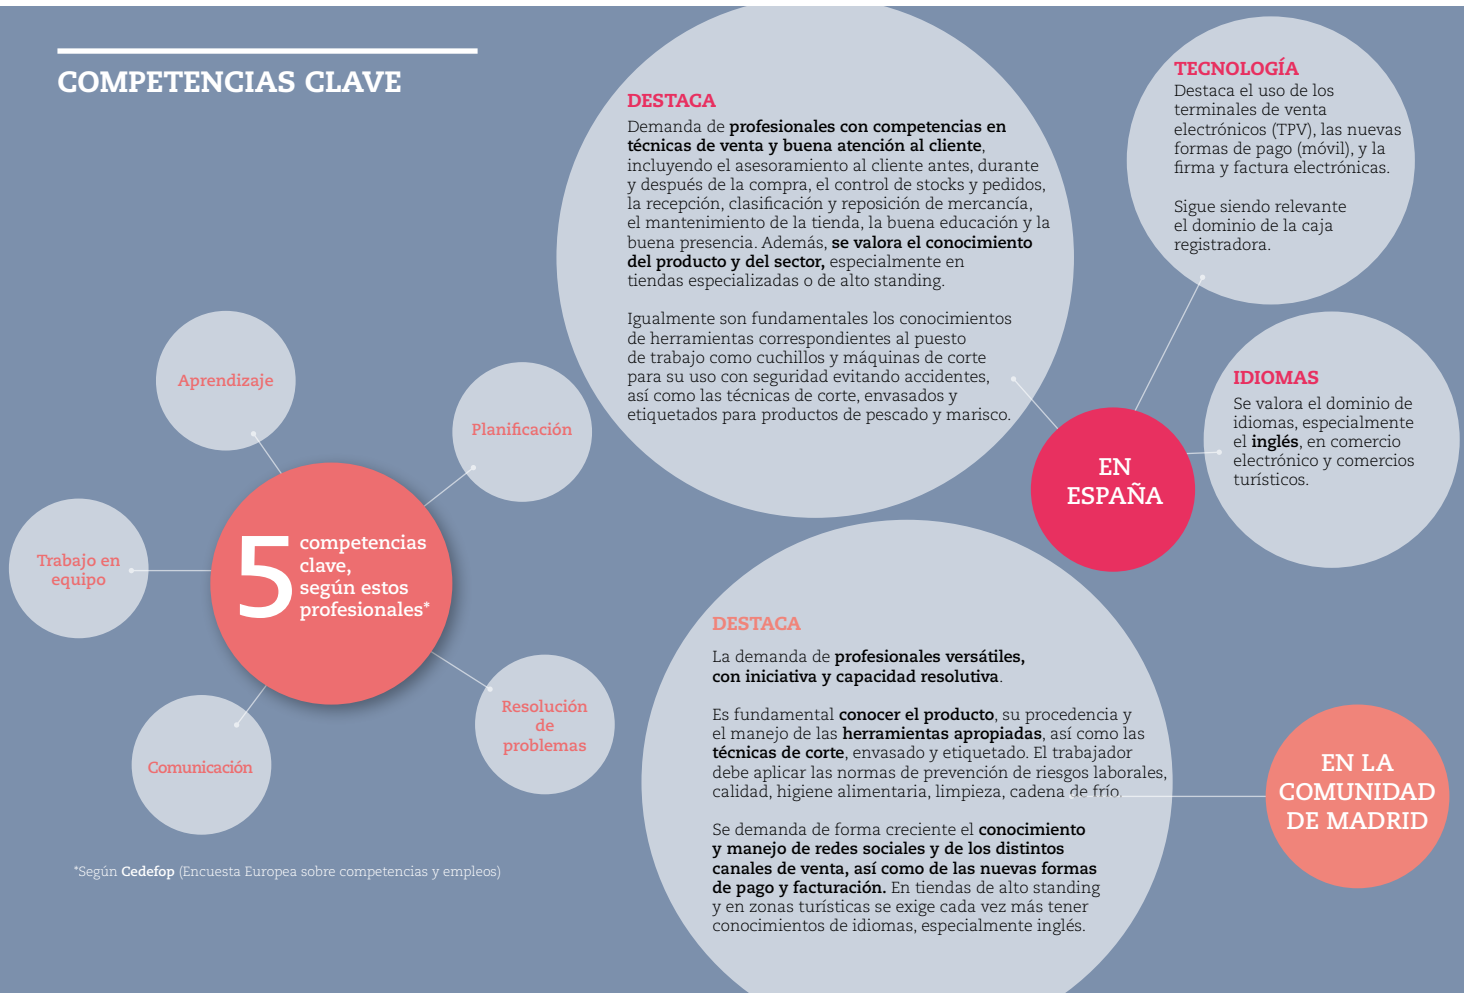 COMPETENCIAS CLAVE
DESTACA
Demanda de profesionales con competencias en
técnicas de venta y buena atención al cliente,
incluyendo el asesoramiento al cliente antes, durante
y después de la compra, el control de stocks y pedidos,
la recepción, clasificación y reposición de mercancía,
el mantenimiento de la tienda, la buena educación y la
buena presencia. Además, se valora el conocimiento
del producto y del sector, especialmente en
tiendas especializadas o de alto standing.
Igualmente son fundamentales los conocimientos
de herramientas correspondientes al puesto
de trabajo como cuchillos y máquinas de corte
para su uso con seguridad evitando accidentes,
así como las técnicas de corte, envasados y
etiquetados para productos de pescado y marisco.
TECNOLOGÍA
Destaca el uso de los
terminales de venta
electrónicos (TPV), las nuevas
formas de pago (móvil), y la
firma y factura electrónicas.
Sigue siendo relevante
el dominio de la caja
registradora.
IDIOMAS
Se valora el dominio de
idiomas, especialmente
el inglés, en comercio
electrónico y comercios
turísticos.
EN
ESPAÑA
Aprendizaje
Planificación
Trabajo en
equipo
5 competencias
clave,
según estos
profesionales*
Resolución
de
problemas
Comunicación
*Según Cedefop (Encuesta Europea sobre competencias y empleos)
DESTACA
La demanda de profesionales versátiles,
con iniciativa y capacidad resolutiva.
Es fundamental conocer el producto, su procedencia y
el manejo de las herramientas apropiadas, así como las
técnicas de corte, envasado y etiquetado. El trabajador
debe aplicar las normas de prevención de riesgos laborales,
calidad, higiene alimentaria, limpieza, cadena de frío.
Se demanda de forma creciente el conocimiento
y manejo de redes sociales y de los distintos
canales de venta, así como de las nuevas formas
de pago y facturación. En tiendas de alto standing
y en zonas turísticas se exige cada vez más tener
conocimientos de idiomas, especialmente inglés.
EN LA
COMUNIDAD
DE MADRID